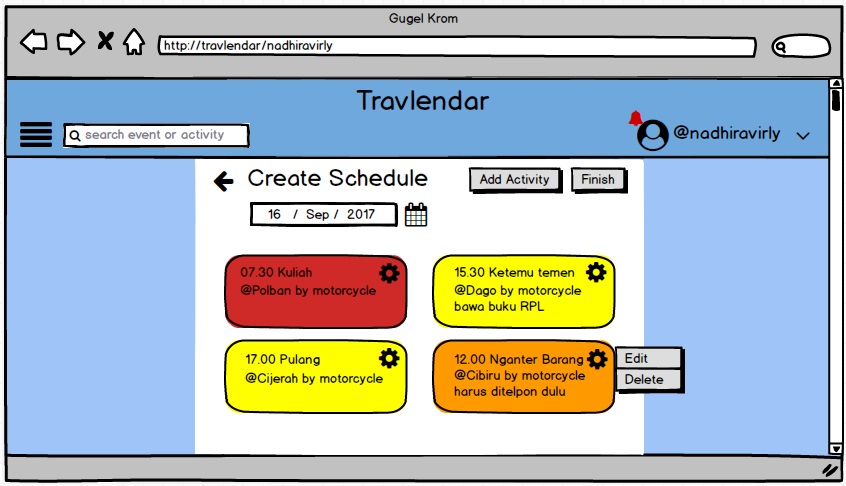 Gugel Krom
http://travlendar/nadhiravirly
Travlendar
search event or activity
@nadhiravirly
Create Schedule
Add Activity
Finish
16 / Sep / 2017
07.30 Kuliah
@Polban by motorcycle
15.30 Ketemu temen
@Dago by motorcycle
bawa buku RPL
17.00 Pulang
@Cijerah by motorcycle
12.00 Nganter Barang
@Cibiru by motorcycle
harus ditelpon dulu
Edit
Delete